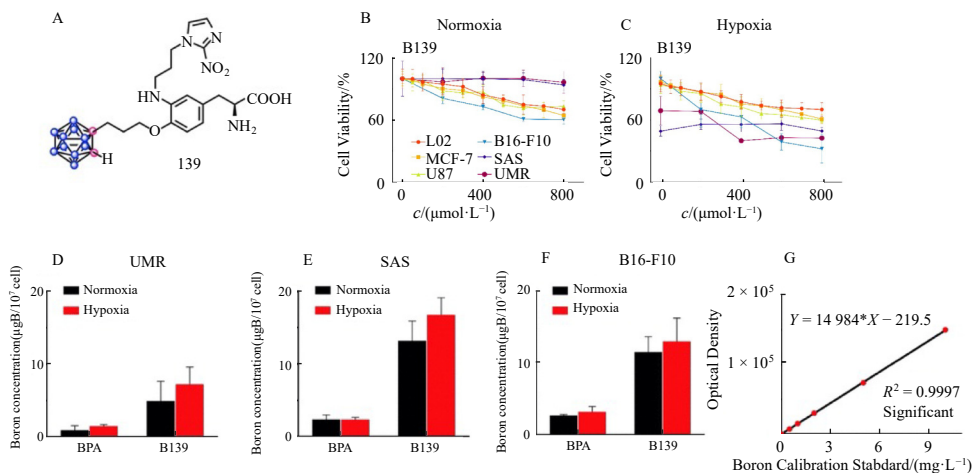 A
N
N
NO2
HN
COOH
NH2
O
H
139
B
Normoxia
B139
120
60
0
Cell Viability/%
L02
MCF-7
U87
B16-F10
SAS
UMR
0
400
800
c/(μmol·L−1)
C
Hypoxia
B139
120
60
0
Cell Viability/%
0
400
800
c/(μmol·L−1)
D
UMR
Boron concentration(μgB/10⁷ cell)
20
10
0
Normoxia
Hypoxia
BPA
B139
E
SAS
Boron concentration(μgB/10⁷ cell)
20
10
0
Normoxia
Hypoxia
BPA
B139
F
B16-F10
Boron concentration(μgB/10⁷ cell)
20
10
0
Normoxia
Hypoxia
BPA
B139
G
2 × 10⁵
1 × 10⁵
Optical Density
Y = 14 984*X − 219.5
R² = 0.9997
Significant
0
3
6
9
Boron Calibration Stabdard/(mg·L−1)